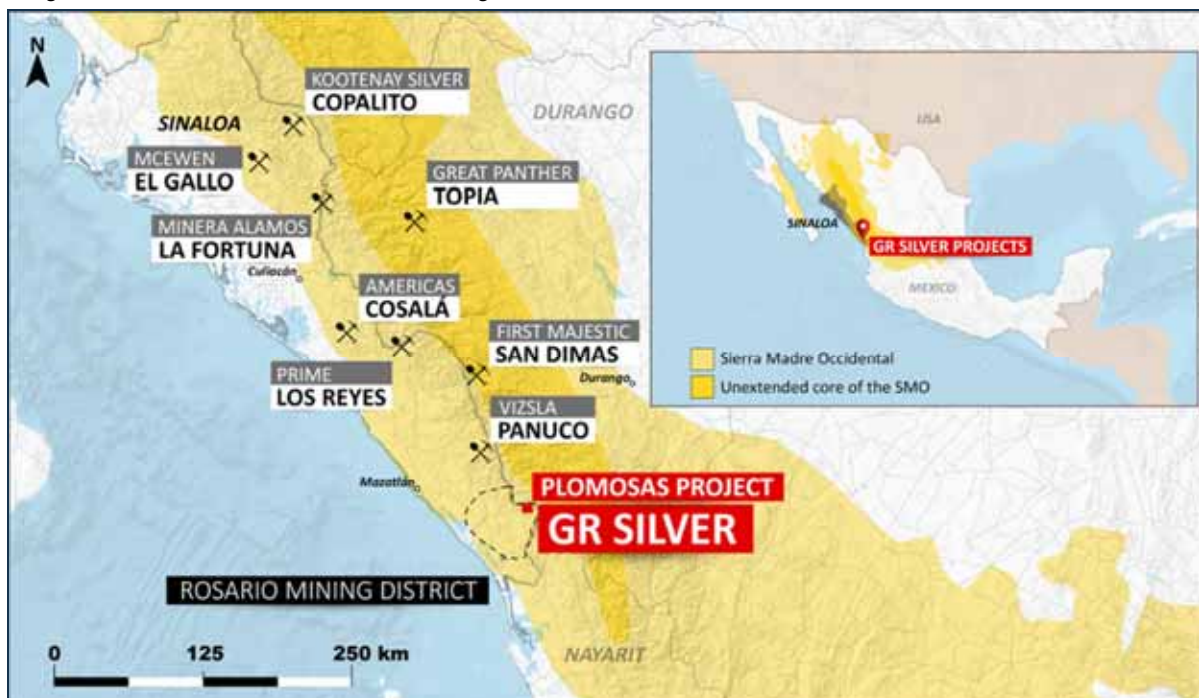 N
KOOTENAY SILVER
COPALITO
SINALOA
DURANGO
MCEWEN
EL GALLO
GREAT PANTHER
TOPIA
MINERA ALAMOS
LA FORTUNA
Culiacán
AMERICAS
COSALÁ
FIRST MAJESTIC
SAN DIMAS
Durango
PRIME
LOS REYES
VIZSLA
PANUCO
Mazatlán
PLOMOSAS PROJECT
GR SILVER
ROSARIO MINING DISTRICT
NAYARIT
0 125 250 km
USA
SINALOA
GR SILVER PROJECTS
MEXICO
Sierra Madre Occidental
Unextended core of the SMO